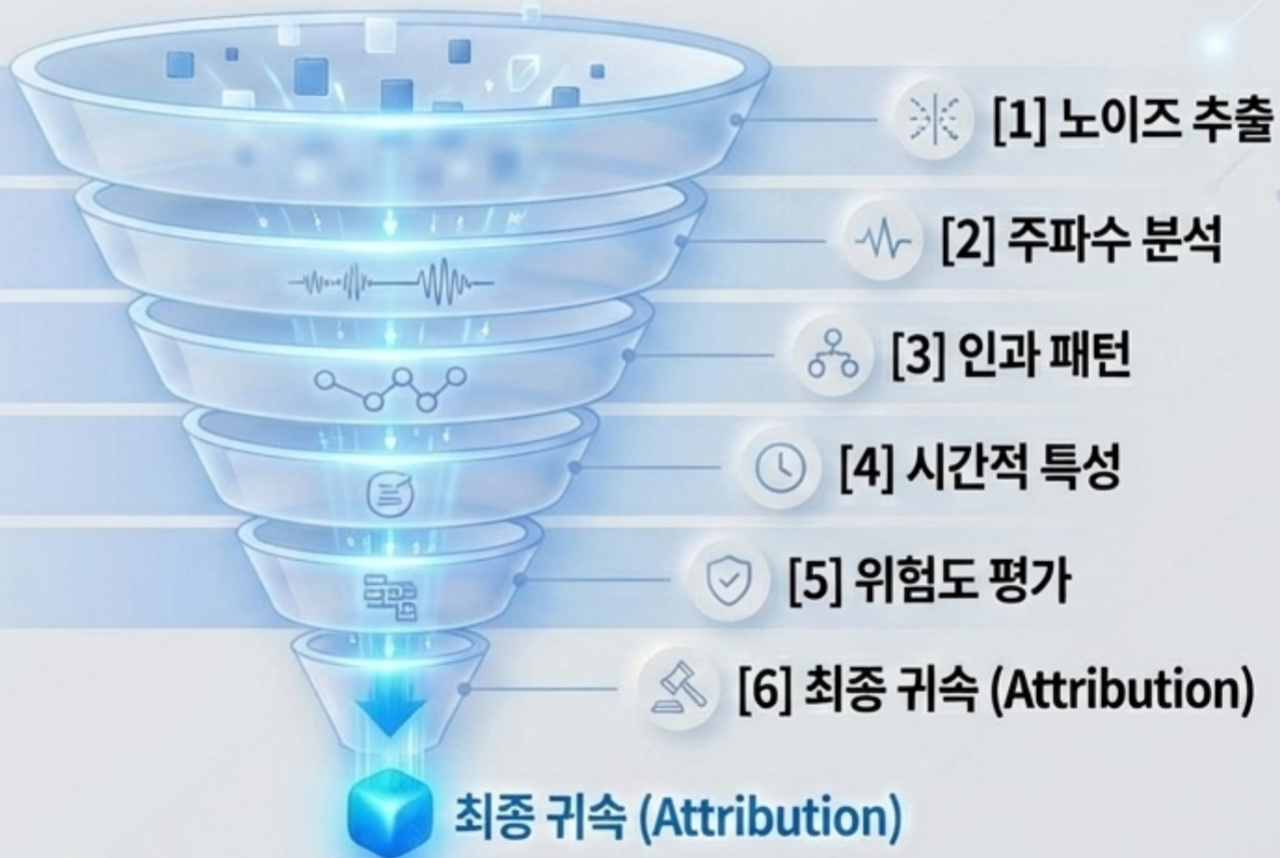 [1] 노이즈 추출
[2] 주파수 분석
[3] 인과 패턴
[4] 시간적 특성
[5] 위험도 평가
[6] 최종 귀속 (Attribution)
최종 귀속 (Attribution)